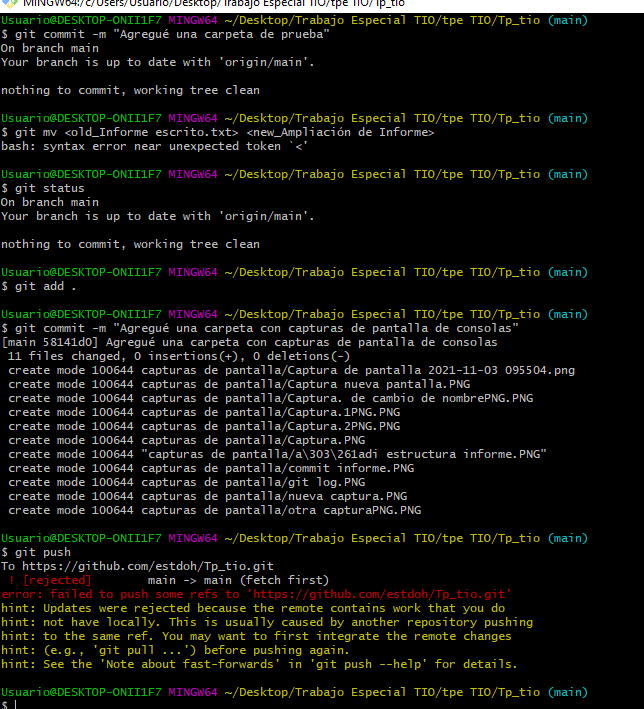 MINGW64:/c/Users/Usuario/Desktop/Trabajo Especial TIO/tpe TIO/Tp_tio
Usuario@DESKTOP-ONII1F7 MINGW64 ~/Desktop/Trabajo Especial TIO/tpe TIO/Tp_tio (main)
$ git commit -m "Agregué una carpeta de prueba"
On branch main
Your branch is up to date with 'origin/main'.
nothing to commit, working tree clean
Usuario@DESKTOP-ONII1F7 MINGW64 ~/Desktop/Trabajo Especial TIO/tpe TIO/Tp_tio (main)
$ git mv <old_Informe escrito.txt> <new_Ampliación de Informe>
bash: syntax error near unexpected token `<'
Usuario@DESKTOP-ONII1F7 MINGW64 ~/Desktop/Trabajo Especial TIO/tpe TIO/Tp_tio (main)
$ git status
On branch main
Your branch is up to date with 'origin/main'.
nothing to commit, working tree clean
Usuario@DESKTOP-ONII1F7 MINGW64 ~/Desktop/Trabajo Especial TIO/tpe TIO/Tp_tio (main)
$ git add .
Usuario@DESKTOP-ONII1F7 MINGW64 ~/Desktop/Trabajo Especial TIO/tpe TIO/Tp_tio (main)
$ git commit -m "Agregué una carpeta con capturas de pantalla de consolas"
[main 58141d0] Agregué una carpeta con capturas de pantalla de consolas
11 files changed, 0 insertions(+), 0 deletions(-)
create mode 100644 capturas de pantalla/Captura de pantalla 2021-11-03 095504.png
create mode 100644 capturas de pantalla/Captura nueva pantalla.PNG
create mode 100644 capturas de pantalla/Captura. de cambio de nombrePNG.PNG
create mode 100644 capturas de pantalla/Captura.1PNG.PNG
create mode 100644 capturas de pantalla/Captura.2PNG.PNG
create mode 100644 capturas de pantalla/Captura.PNG
create mode 100644 "capturas de pantalla/a\303\261adi estructura informe.PNG"
create mode 100644 capturas de pantalla/commit informe.PNG
create mode 100644 capturas de pantalla/git log.PNG
create mode 100644 capturas de pantalla/nueva captura.PNG
create mode 100644 capturas de pantalla/otra capturaPNG.PNG
Usuario@DESKTOP-ONII1F7 MINGW64 ~/Desktop/Trabajo Especial TIO/tpe TIO/Tp_tio (main)
$ git push
To https://github.com/estdoh/Tp_tio.git
! [rejected] main -> main (fetch first)
error: failed to push some refs to 'https://github.com/estdoh/Tp_tio.git'
hint: Updates were rejected because the remote contains work that you do
hint: not have locally. This is usually caused by another repository pushing
hint: to the same ref. You may want to first integrate the remote changes
hint: (e.g., 'git pull ...') before pushing again.
hint: See the 'Note about fast-forwards' in 'git push --help' for details.
Usuario@DESKTOP-ONII1F7 MINGW64 ~/Desktop/Trabajo Especial TIO/tpe TIO/Tp_tio (main)
$